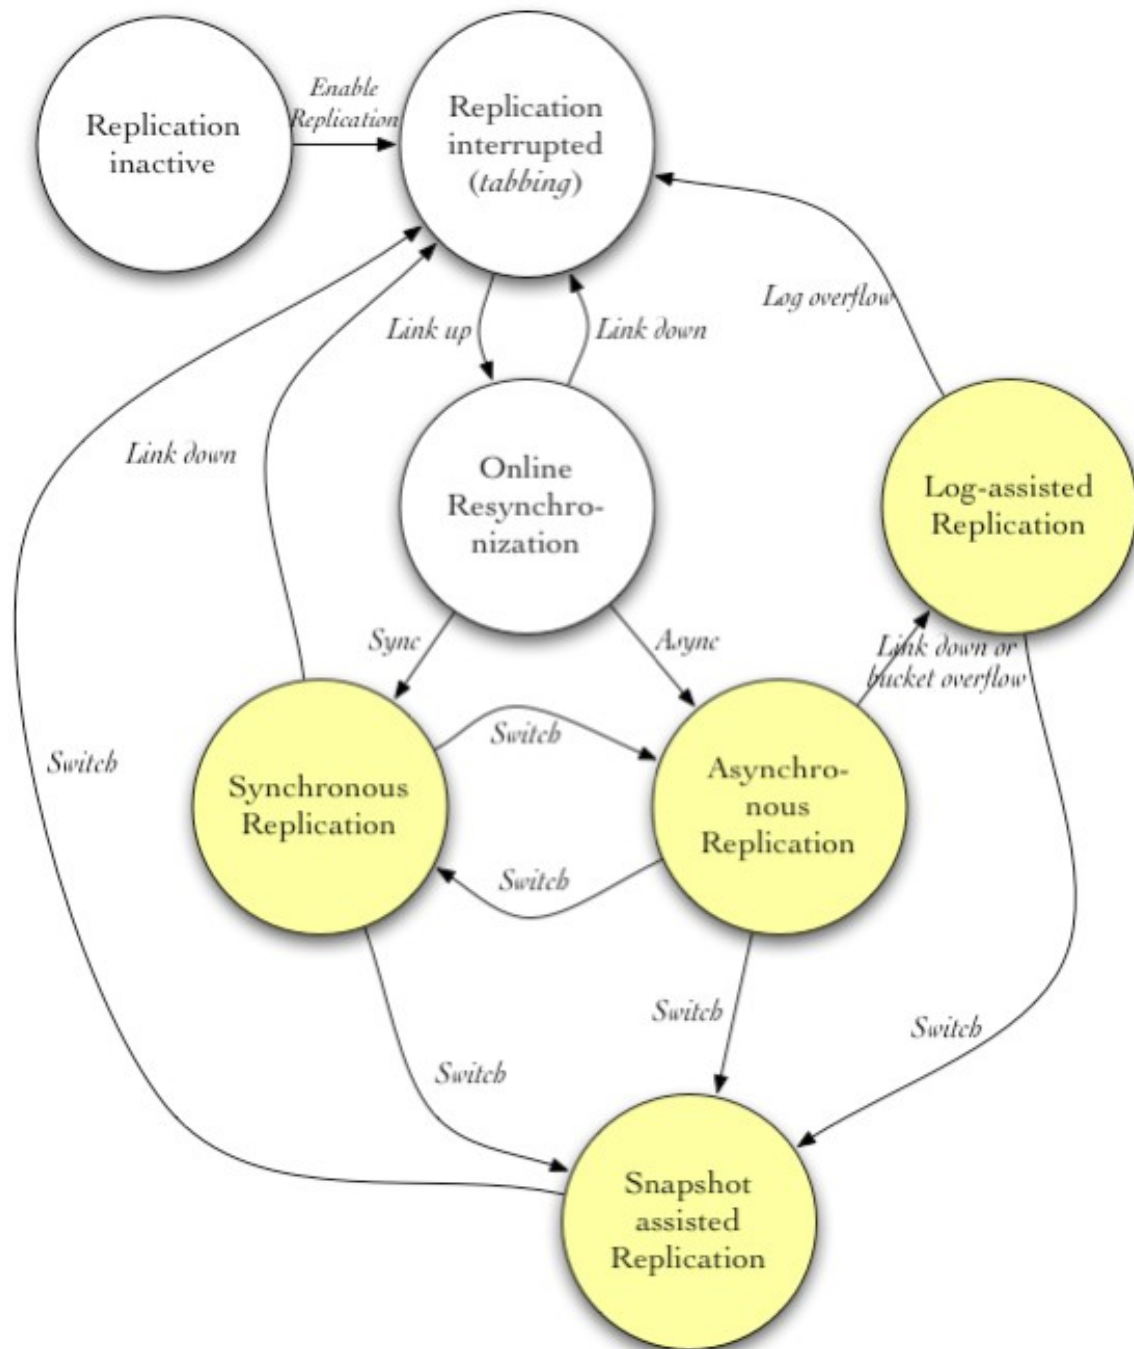 Enable
Replication
Replication
inactive
Replication
interrupted
(tabbing)
Log overflow
Link up
Link down
Link down
Online
Resynchro-
nization
Log-assisted
Replication
Sync
Async
Link down or
bucket overflow
Switch
Switch
Synchronous
Replication
Asynchro-
nous
Replication
Switch
Switch
Switch
Switch
Snapshot
assisted
Replication